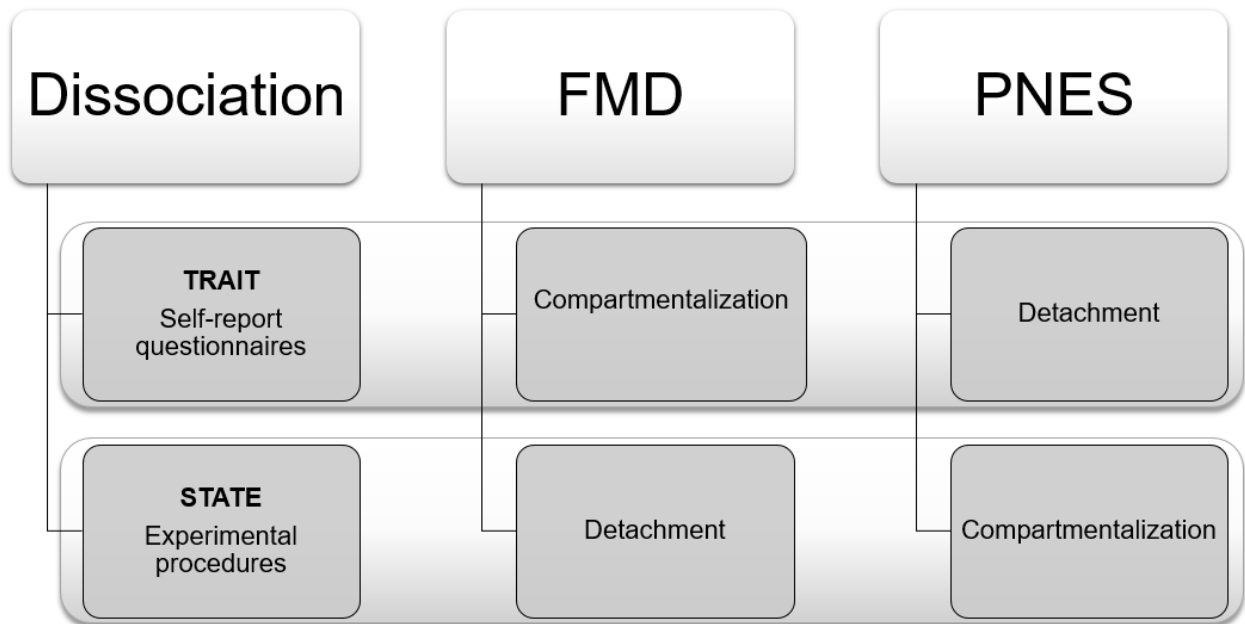 Dissociation
FMD
PNES
TRAIT
Self-report
questionnaires
Compartmentalization
Detachment
STATE
Experimental
procedures
Detachment
Compartmentalization